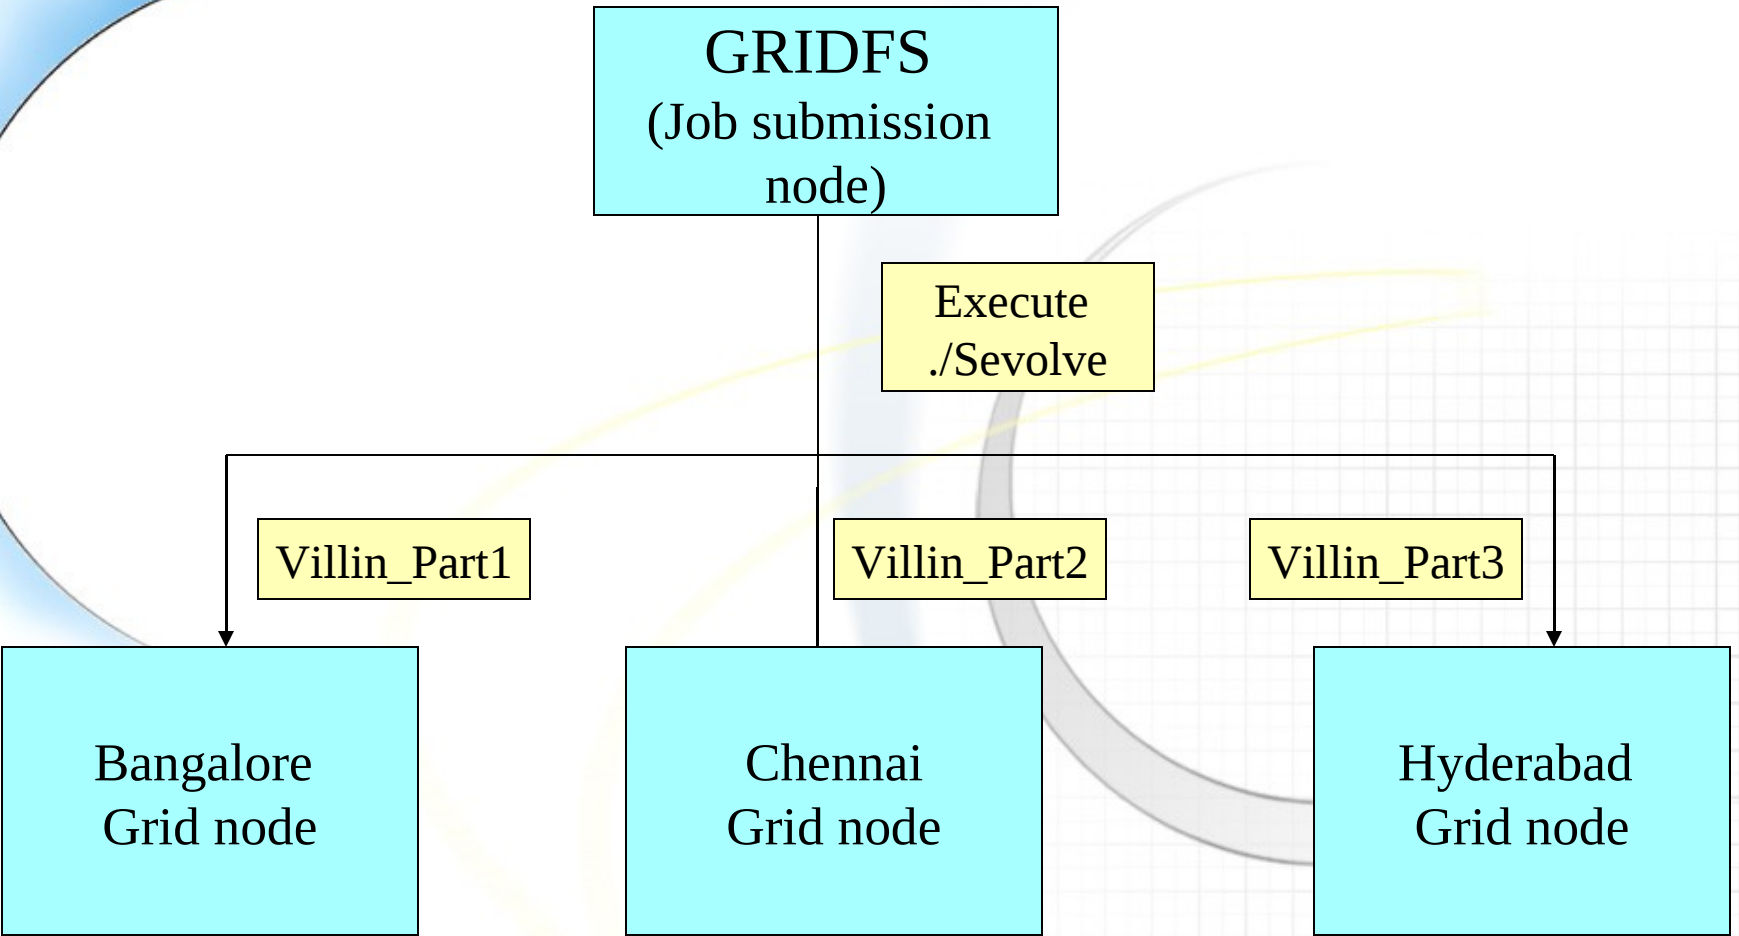 GRIDFS
(Job submission
node)
Execute
./Sevolve
Villin_Part1
Villin_Part2
Villin_Part3
Bangalore
Grid node
Chennai
Grid node
Hyderabad
Grid node